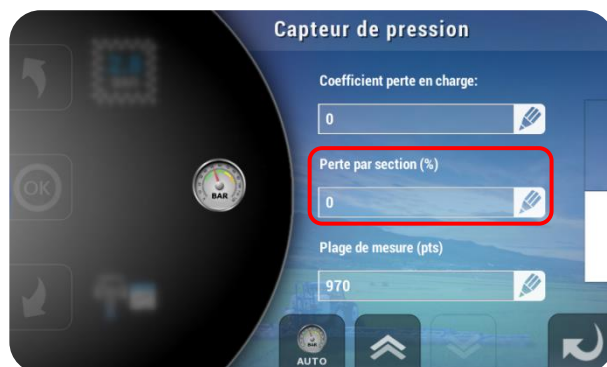 Capteur de pression
Coefficient perte en charge:
0
Perte par section (%)
0
Plage de mesure (pts)
970
OK
BAR
BAR
AUTO